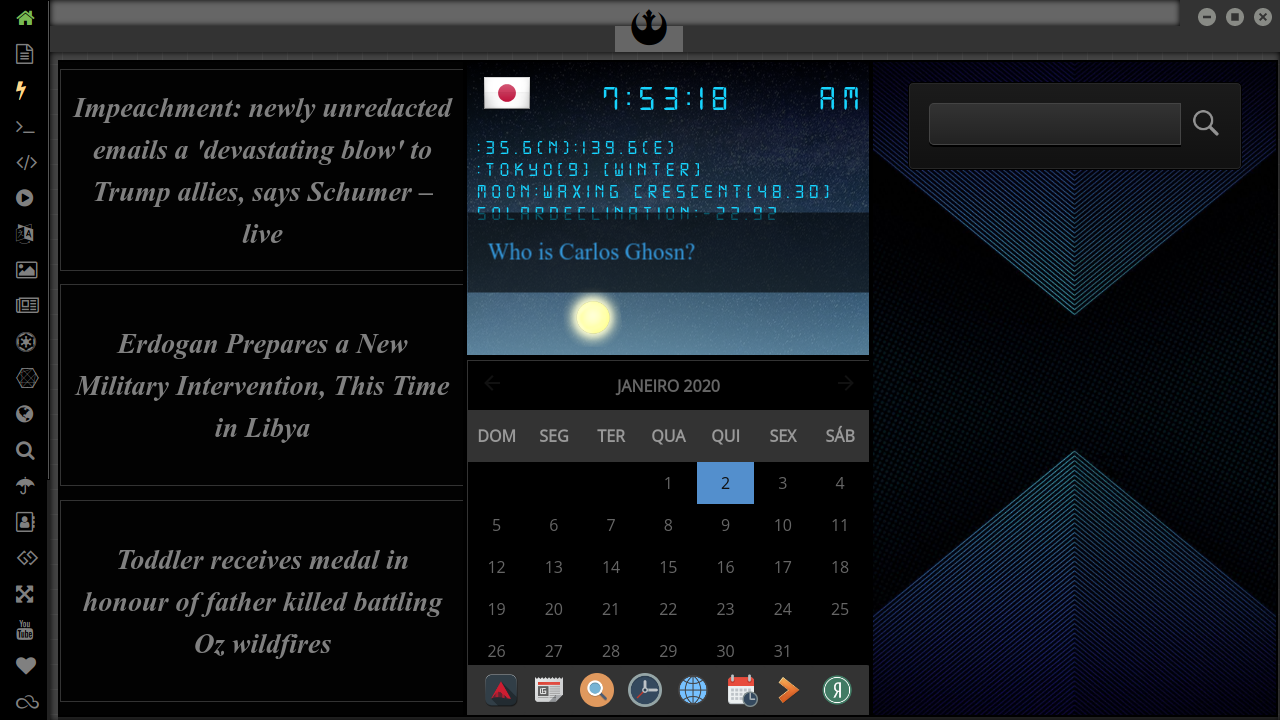 Impeachment: newly unredacted
emails a 'devastating blow' to
Trump allies, says Schumer –
live
Erdogan Prepares a New
Military Intervention, This Time
in Libya
Toddler receives medal in
honour of father killed battling
Oz wildfires
7:53:18 AM
:35.6(N):139.6(E)
:TOKYO(9) (WINTER)
MOON:WAXING CRESCENT(48.30)
SOLARDECLINATION:-22.92
Who is Carlos Ghosn?
JANEIRO 2020
DOM SEG TER QUA QUI SEX SÁB
1 2 3 4
5 6 7 8 9 10 11
12 13 14 15 16 17 18
19 20 21 22 23 24 25
26 27 28 29 30 31
You
Tube
Я